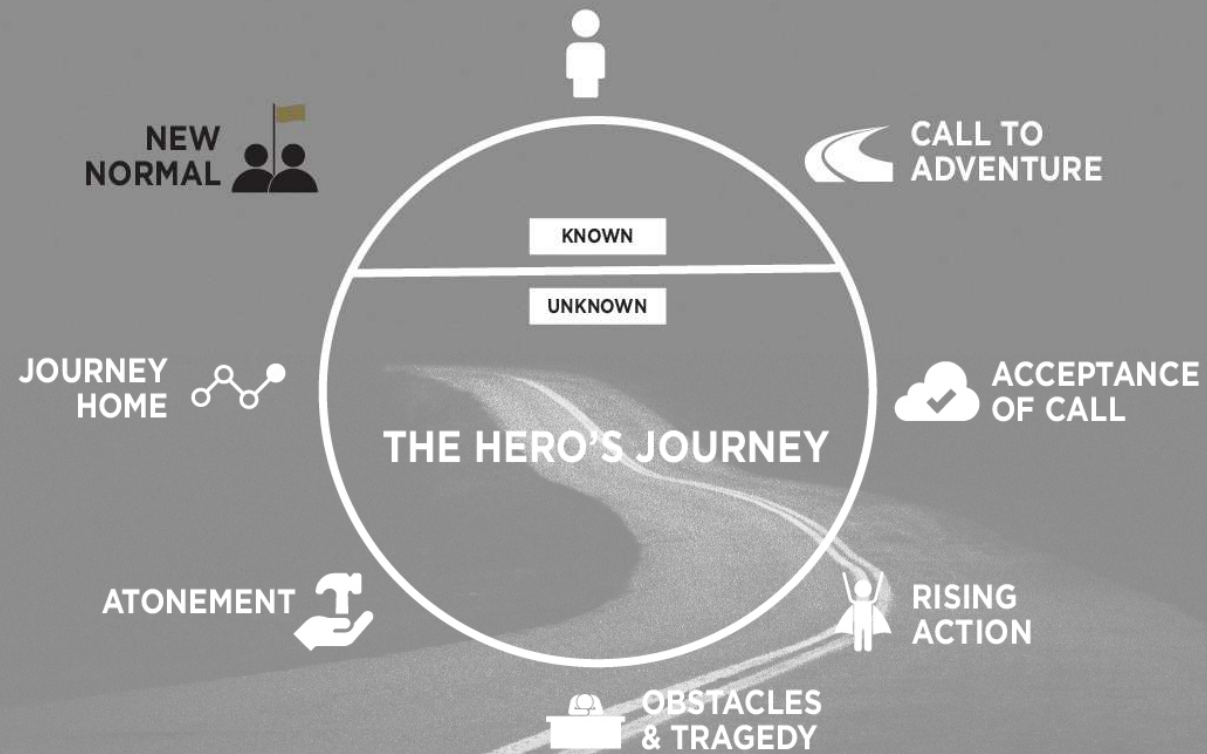 NEW
NORMAL
CALL TO
ADVENTURE
KNOWN
UNKNOWN
JOURNEY
HOME
ACCEPTANCE
OF CALL
THE HERO'S JOURNEY
ATONEMENT
RISING
ACTION
OBSTACLES
& TRAGEDY